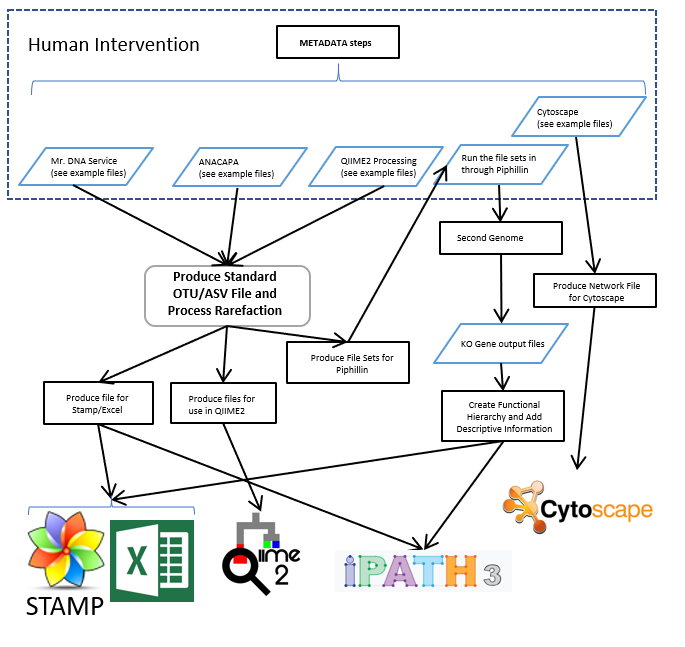 Human Intervention
METADATA steps
Cytoscape
(see example files)
Mr. DNA Service
(see example files)
ANACAPA
(see example files)
QIIME2 Processing
(see example files)
Run the file sets in
through Piphillin
Second Genome
Produce Standard
OTU/ASV File and
Process Rarefaction
Produce Network File
for Cytoscape
Produce File Sets for
Piphillin
KO Gene output files
Produce file for
Stamp/Excel
Produce files for
use in QIIME2
Create Functional
Hierarchy and Add
Descriptive Information
Cytoscape
X
STAMP
Qiime
2
iPATH 3